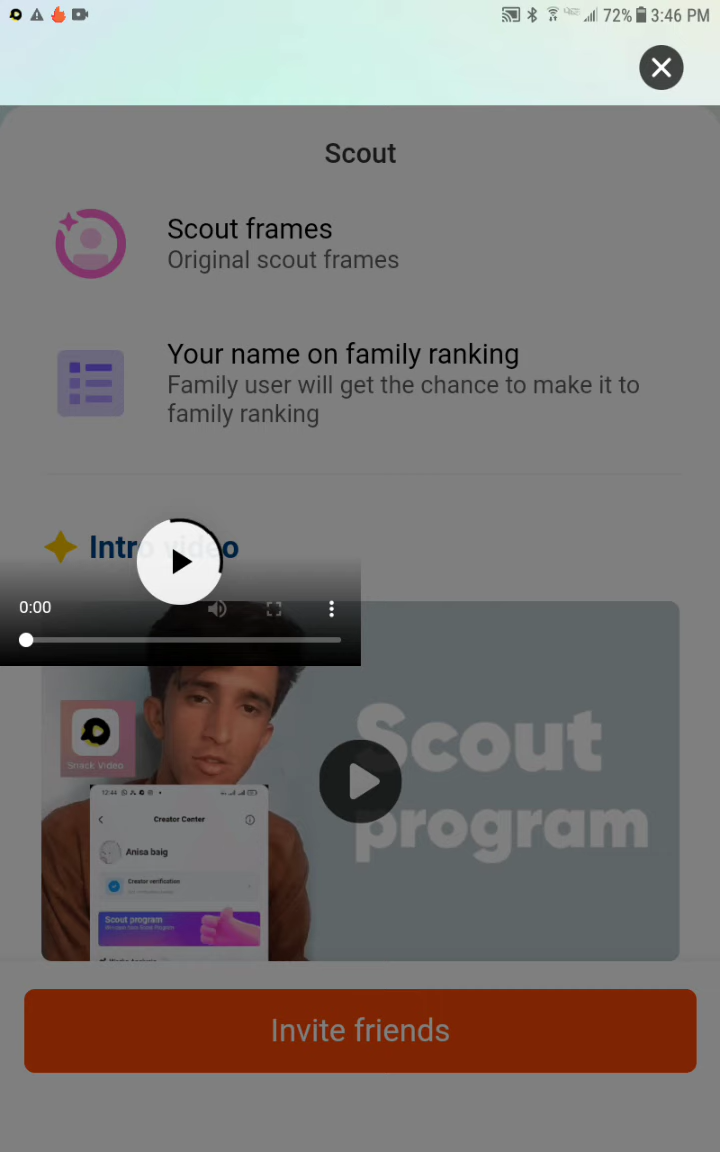 72% 3:46 PM
Scout
Scout frames
Original scout frames
Your name on family ranking
Family user will get the chance to make it to
family ranking
Intro video
0:00
Snack Video
Scout
program
12:44
Creator Center
Anisa baig
Creator verification
Scout program
Invite friends